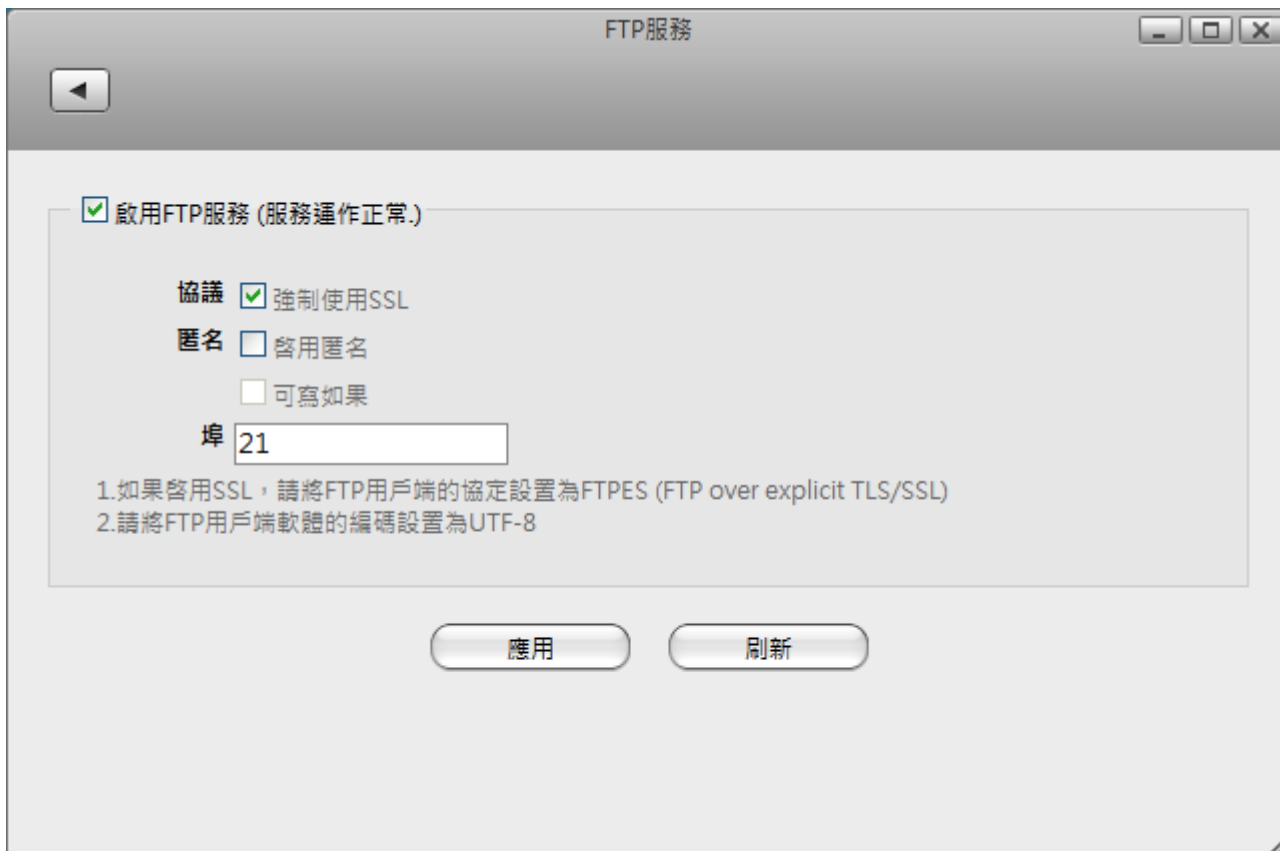 FTP服務
啟用FTP服務 (服務運作正常.)
協議 強制使用SSL
匿名 啓用匿名
可寫如果
埠 21
1.如果啓用SSL，請將FTP用戶端的協定設置為FTPES (FTP over explicit TLS/SSL)
2.請將FTP用戶端軟體的編碼設置為UTF-8
應用 刷新